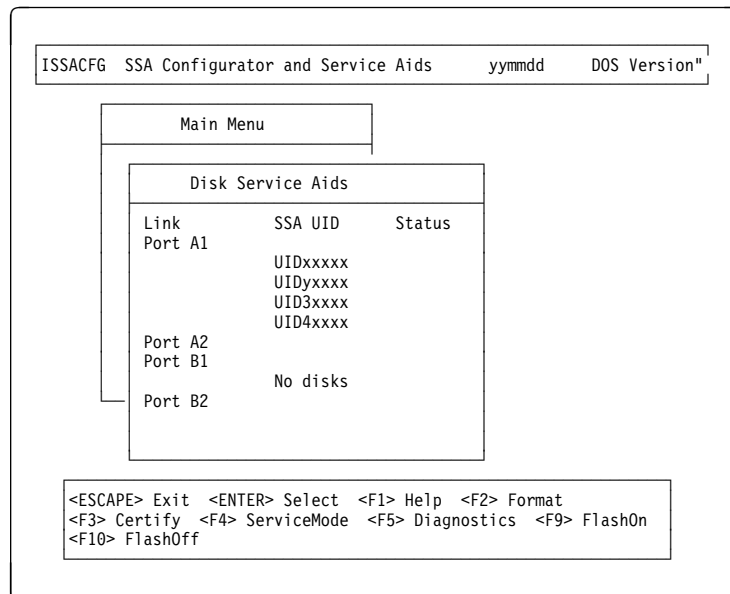 ISSACFG SSA Configurator and Service Aids yymmdd DOS Version"
Main Menu
Disk Service Aids
Link SSA UID Status
Port A1
UIDxxxxx
UIDyxxxx
UID3xxxx
UID4xxxx
Port A2
Port B1
No disks
Port B2
<ESCAPE> Exit <ENTER> Select <F1> Help <F2> Format
<F3> Certify <F4> ServiceMode <F5> Diagnostics <F9> FlashOn
<F10> FlashOff